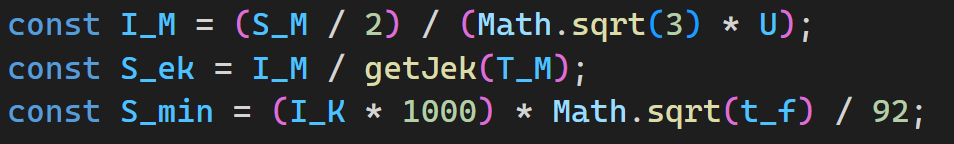 const I_M = (S_M / 2) / (Math.sqrt(3) * U);
const S_ek = I_M / getJek(T_M);
const S_min = (I_K * 1000) * Math.sqrt(t_f) / 92;